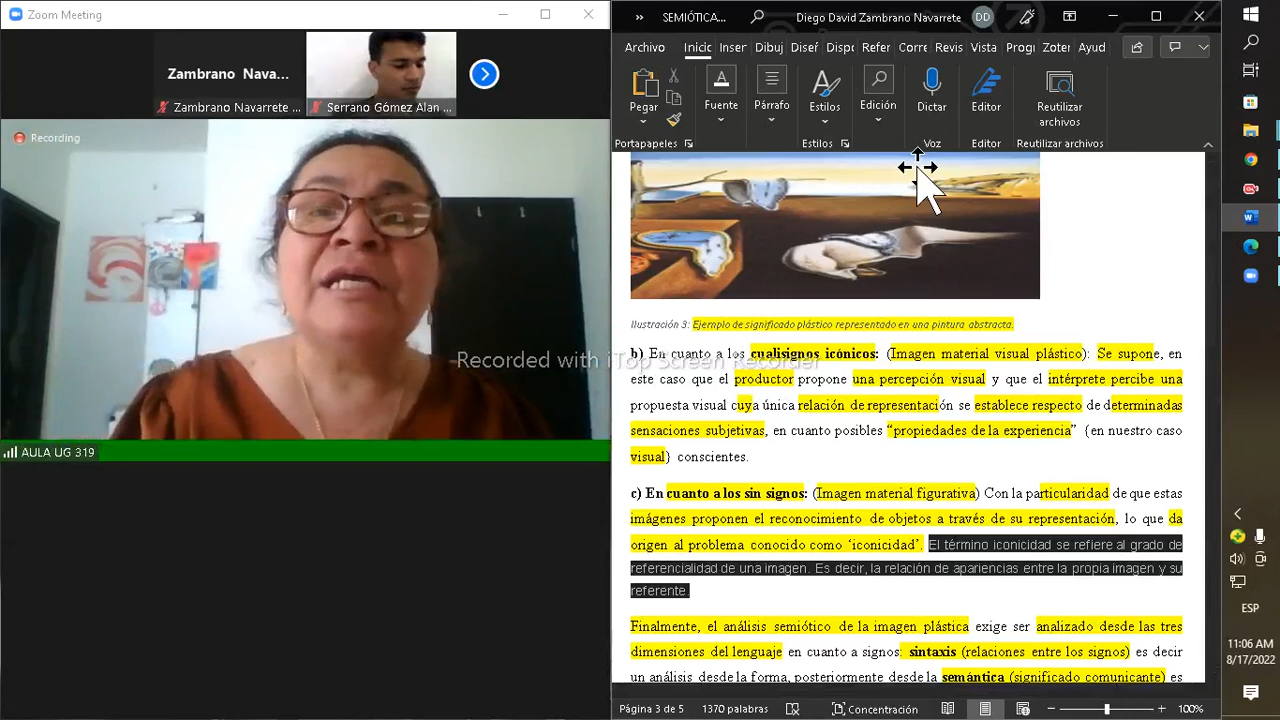 Zoom Meeting
Zambrano Nava...
Zambrano Navarrete ...
Serrano Gómez Alan ...
Recording
AULA UG 319
» SEMIÓTICA... Diego David Zambrano Navarrete DD
Archivo Inicic Inser Dibuj Diseñ Dispo Refer Corre Revis Vista Progr Zoter Ayud
Pegar Fuente Párrafo Estilos Edición Dictar Editor Reutilizar
archivos
Portapapeles Estilos Voz Editor Reutilizar archivos
Ilustración 3: Ejemplo de significado plástico representado en una pintura abstracta.
Recorded with iTop Screen Recorder
b) En cuanto a los cualisignos icónicos: (Imagen material visual plástico): Se supone, en
este caso que el productor propone una percepción visual y que el intérprete percibe una
propuesta visual cuya única relación de representación se establece respecto de determinadas
sensaciones subjetivas, en cuanto posibles “propiedades de la experiencia” {en nuestro caso
visual} conscientes.
c) En cuanto a los sin signos: (Imagen material figurativa) Con la particularidad de que estas
imágenes proponen el reconocimiento de objetos a través de su representación, lo que da
origen al problema conocido como ‘iconicidad’. El término iconicidad se refiere al grado de
referencialidad de una imagen. Es decir, la relación de apariencias entre la propia imagen y su
referente.
Finalmente, el análisis semiótico de la imagen plástica exige ser analizado desde las tres
dimensiones del lenguaje en cuanto a signos: sintaxis (relaciones entre los signos) es decir
un análisis desde la forma, posteriormente desde la semántica (significado comunicante) es
Página 3 de 5 1370 palabras Concentración 100%
ESP
11:06 AM
8/17/2022